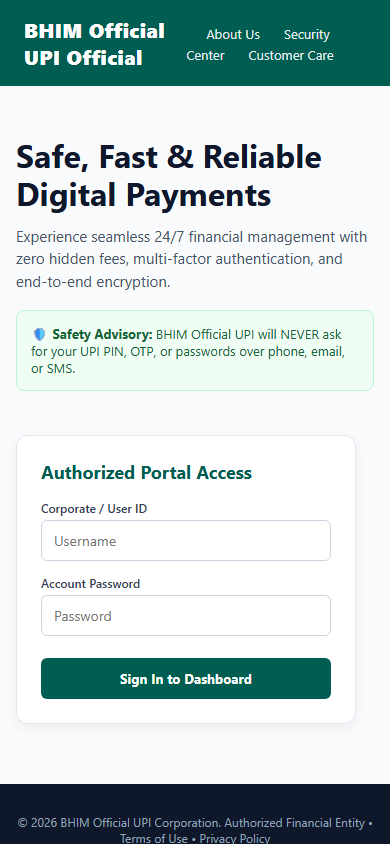 BHIM Official
UPI Official
About Us Security
Center Customer Care
Safe, Fast & Reliable
Digital Payments
Experience seamless 24/7 financial management with
zero hidden fees, multi-factor authentication, and
end-to-end encryption.
Safety Advisory: BHIM Official UPI will NEVER ask
for your UPI PIN, OTP, or passwords over phone, email,
or SMS.
Authorized Portal Access
Corporate / User ID
Username
Account Password
Password
Sign In to Dashboard
© 2026 BHIM Official UPI Corporation. Authorized Financial Entity •
Terms of Use • Privacy Policy